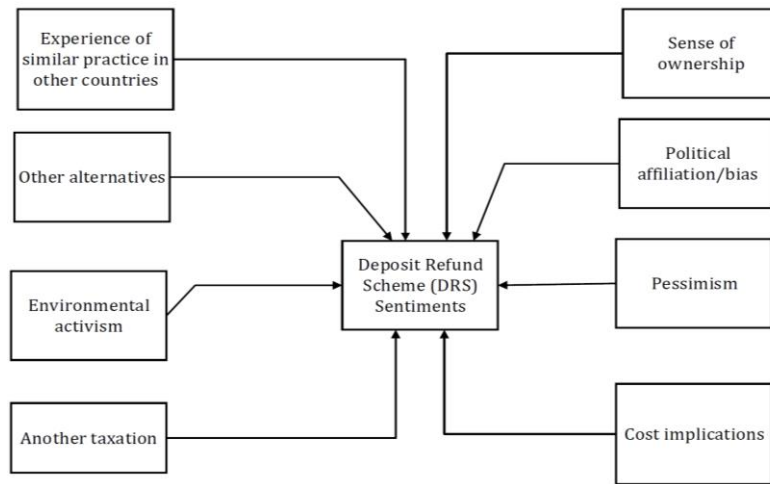 Experience of
similar practice in
other countries
Sense of
ownership
Other alternatives
Political
affiliation/bias
Deposit Refund
Scheme (DRS)
Sentiments
Environmental
activism
Pessimism
Another taxation
Cost implications